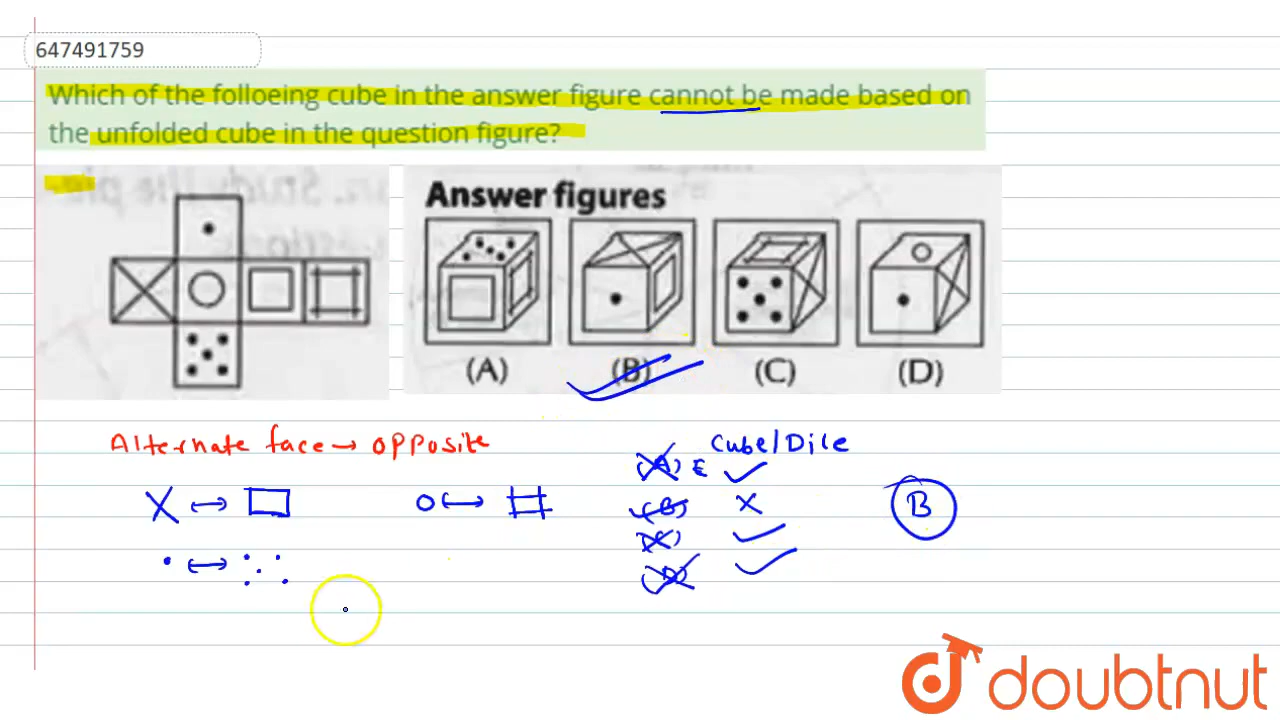 647491759
Which of the folloeing cube in the answer figure cannot be made based on
the unfolded cube in the question figure?
Answer figures
(A) (B) (C) (D)
Alternate face → opposite
Cube/Dice
(A)
(B)
(C)
(D)
B
doubtnut